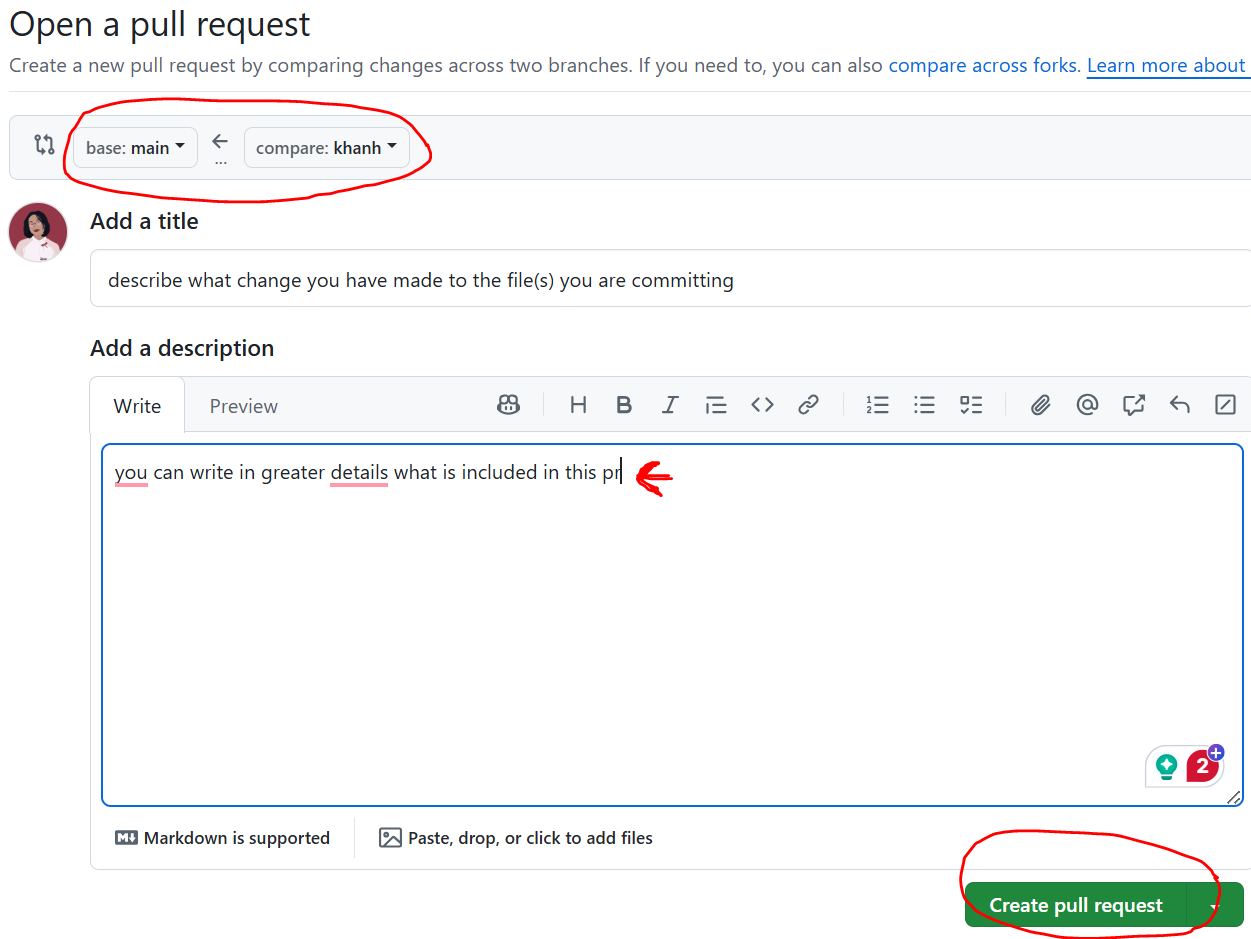 Open a pull request
Create a new pull request by comparing changes across two branches. If you need to, you can also compare across forks. Learn more about
base: main ← compare: khanh
...
Add a title
describe what change you have made to the file(s) you are committing
Add a description
Write Preview
you can write in greater details what is included in this pr
2
Markdown is supported Paste, drop, or click to add files
Create pull request